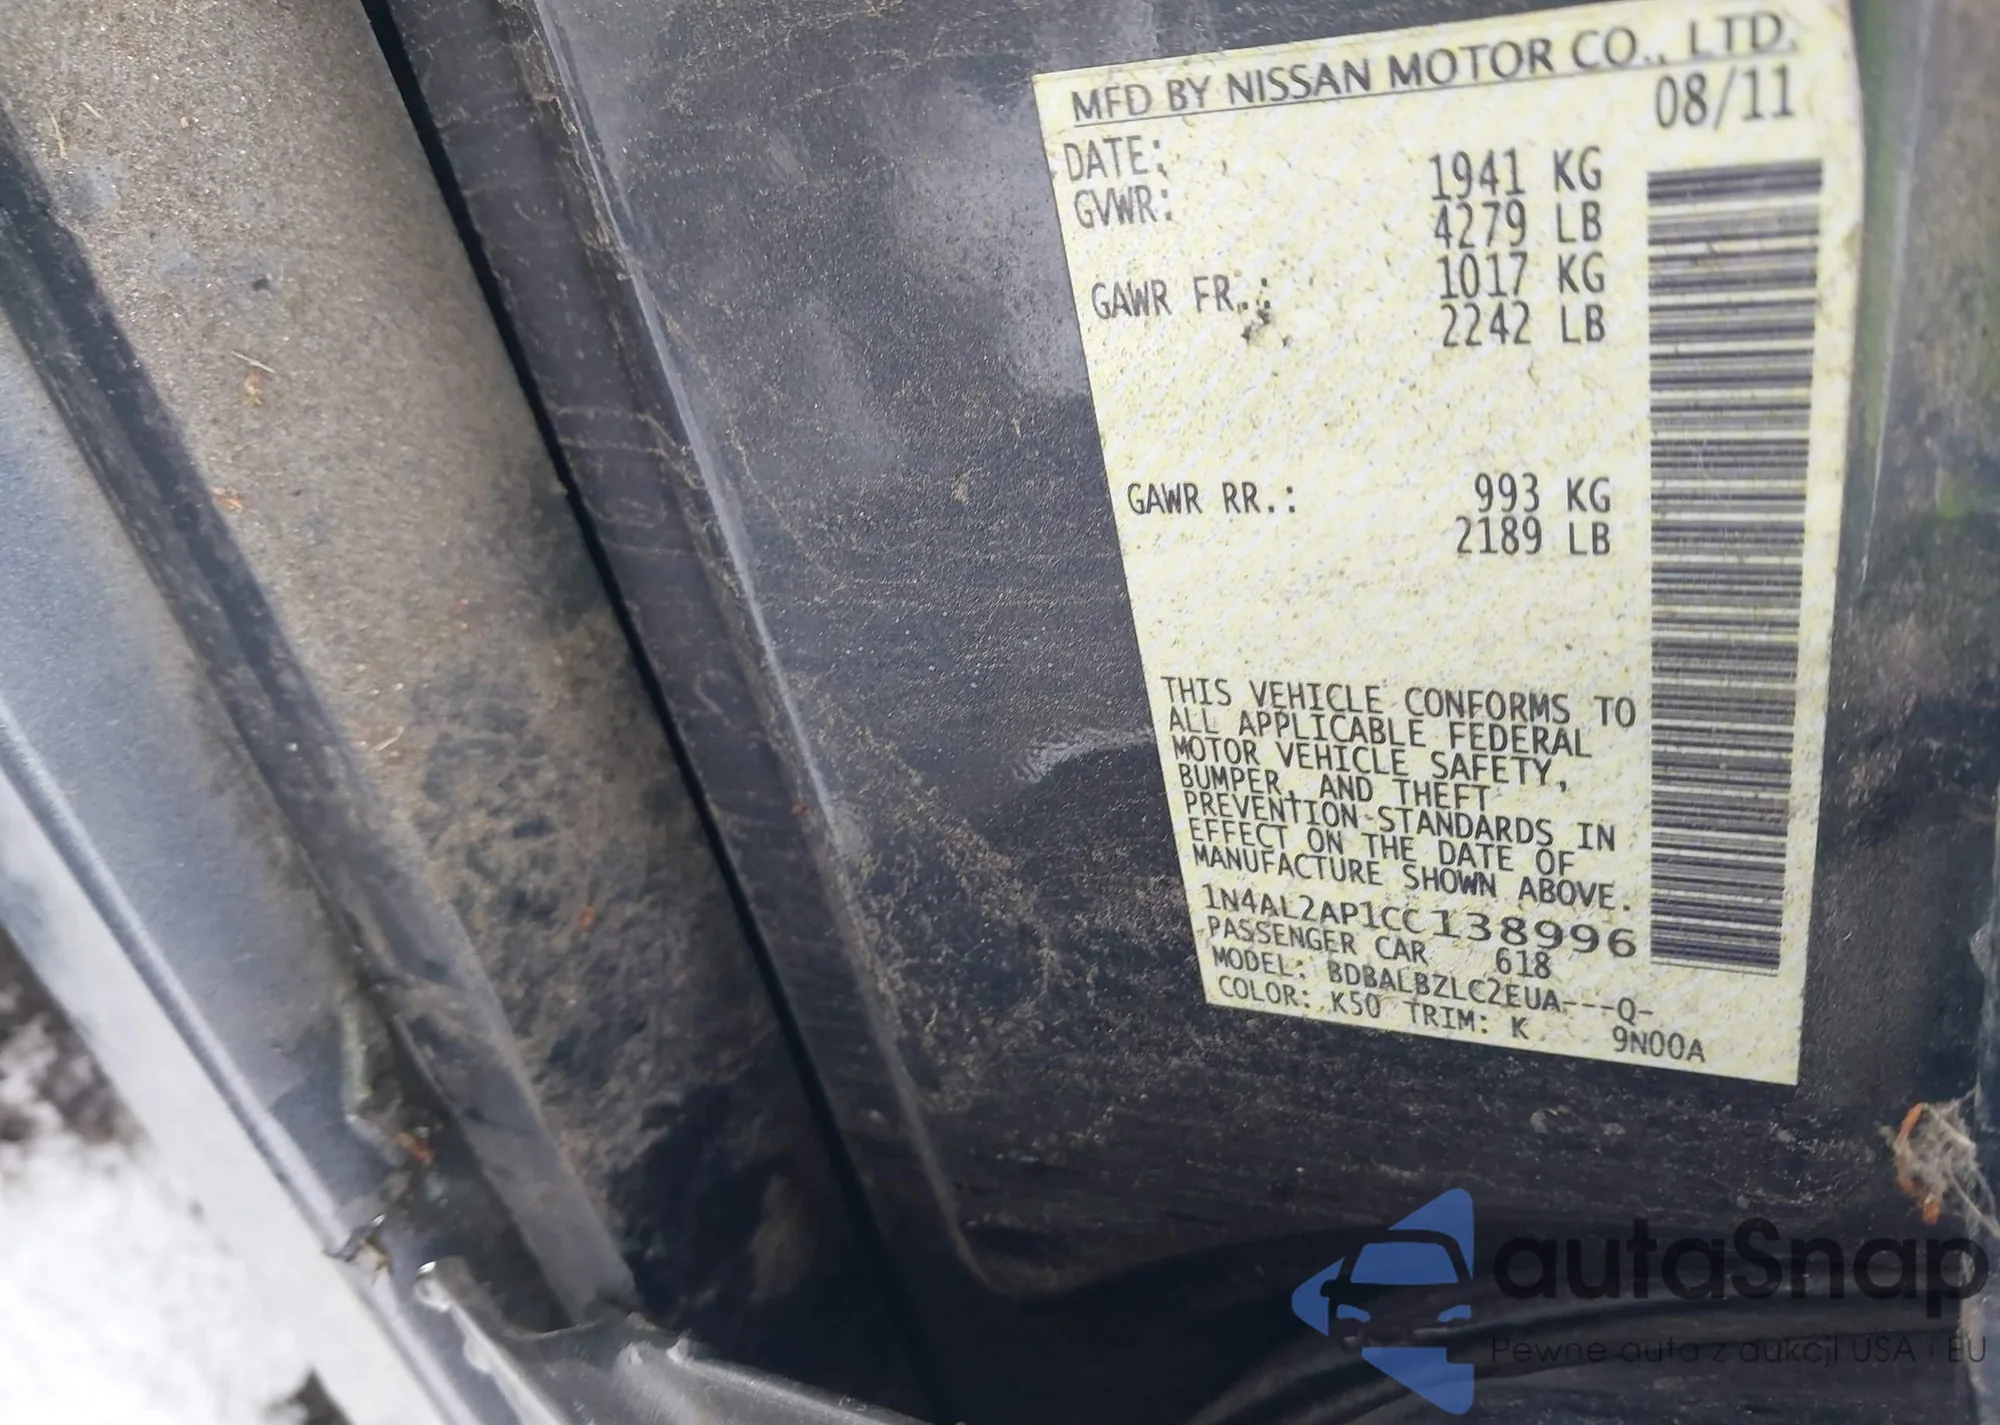 MFD BY NISSAN MOTOR CO., LTD.
DATE: 08/11
GVWR: 1941 KG
4279 LB
GAWR FR.: 1017 KG
2242 LB
GAWR RR.: 993 KG
2189 LB
THIS VEHICLE CONFORMS TO
ALL APPLICABLE FEDERAL
MOTOR VEHICLE SAFETY,
BUMPER, AND THEFT
PREVENTION STANDARDS IN
EFFECT ON THE DATE OF
MANUFACTURE SHOWN ABOVE.
1N4AL2AP1CC138996
PASSENGER CAR 618
MODEL: BDBALBZLC2EUA---Q-
COLOR: K50 TRIM: K 9N00A
autaSnap
Pewne auta z aukcji USA i EU